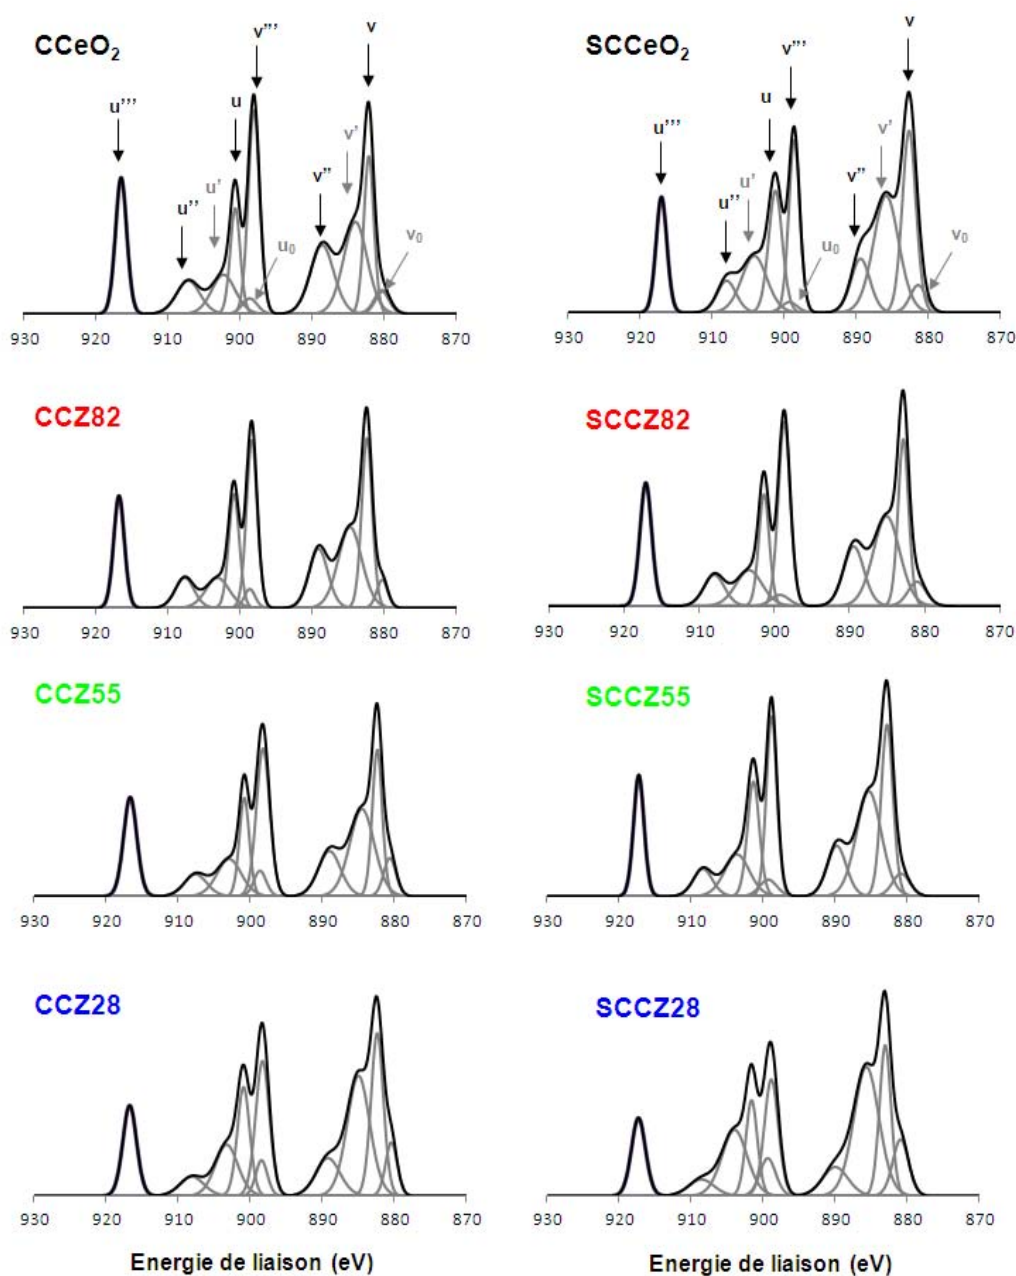 CCeO₂
u'''
u''
u'
u
v'''
u₀
v''
v'
v
v₀
930 920 910 900 890 880 870
SCCeO₂
u'''
u''
u'
u
v'''
u₀
v''
v'
v
v₀
930 920 910 900 890 880 870
CCZ82
930 920 910 900 890 880 870
SCCZ82
930 920 910 900 890 880 870
CCZ55
930 920 910 900 890 880 870
SCCZ55
930 920 910 900 890 880 870
CCZ28
930 920 910 900 890 880 870
Energie de liaison (eV)
SCCZ28
930 920 910 900 890 880 870
Energie de liaison (eV)